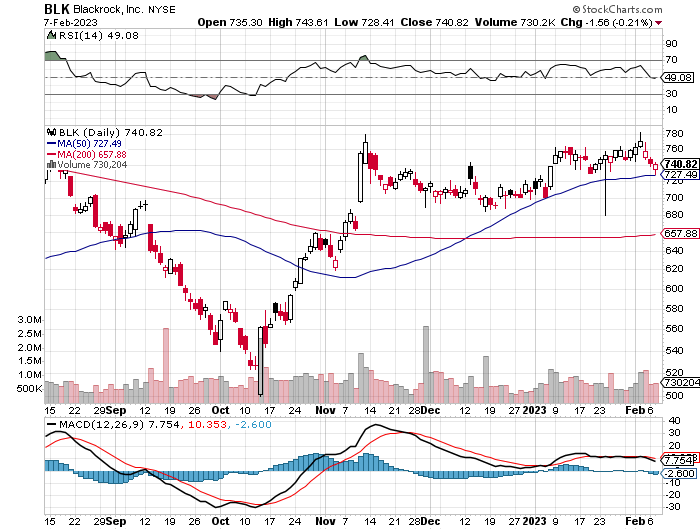 BLK Blackrock, Inc. NYSE © StockCharts.com
7-Feb-2023 Open 735.30 High 743.61 Low 728.41 Close 740.82 Volume 730.2K Chg -1.56 (-0.21%)
RSI(14) 49.08
90
70
49.08
30
10
BLK (Daily) 740.82
MA(50) 727.49
MA(200) 657.88
Volume 730,204
780
760
740.82
727.49
720
700
680
657.88
640
620
600
580
560
540
520
500
3.0M
2.5M
2.0M
1.5M
1.0M
500K
730204
15 22 29 Sep 12 19 26 Oct 10 17 24 Nov 7 14 21 28 Dec 12 19 27 2023 9 17 23 Feb 6
MACD(12,26,9) 7.754, 10.353, -2.600
40
30
20
7.754
-2.600
-10
-20
-30
15 22 29 Sep 12 19 26 Oct 10 17 24 Nov 7 14 21 28 Dec 12 19 27 2023 9 17 23 Feb 6